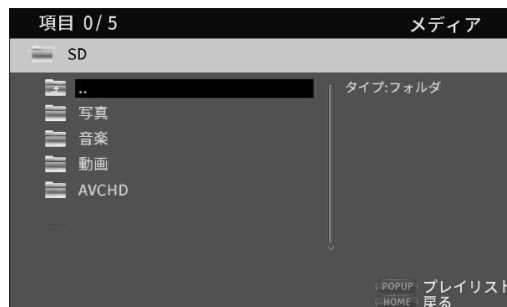 項目 0/5
メディア
SD
..
タイプ:フォルダ
写真
音楽
動画
AVCHD
POPUP プレイリスト
HOME 戻る